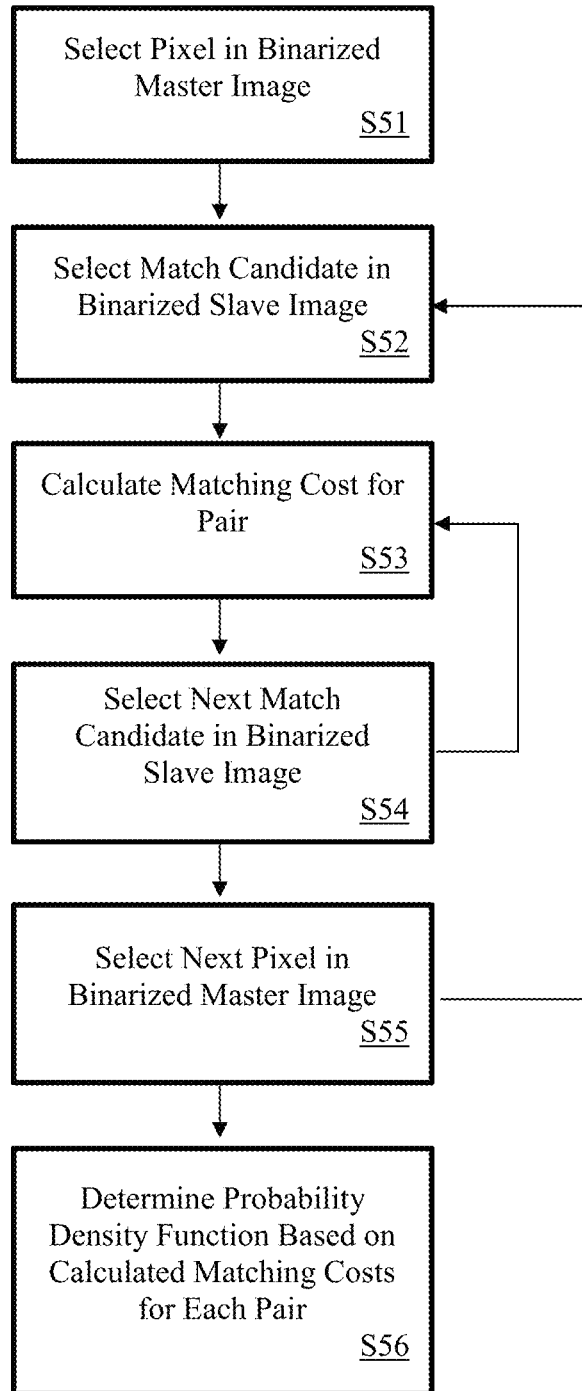 Select Pixel in Binarized
Master Image
S51
Select Match Candidate in
Binarized Slave Image
S52
Calculate Matching Cost for
Pair
S53
Select Next Match
Candidate in Binarized
Slave Image
S54
Select Next Pixel in
Binarized Master Image
S55
Determine Probability
Density Function Based on
Calculated Matching Costs
for Each Pair
S56